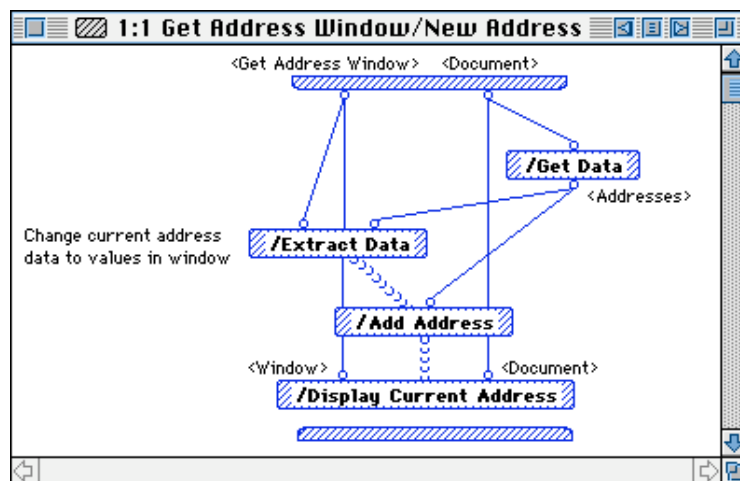 1:1 Get Address Window/New Address
<Get Address Window> <Document>
/Get Data
<Addresses>
Change current address
data to values in window
/Extract Data
/Add Address
<Window> <Document>
/Display Current Address